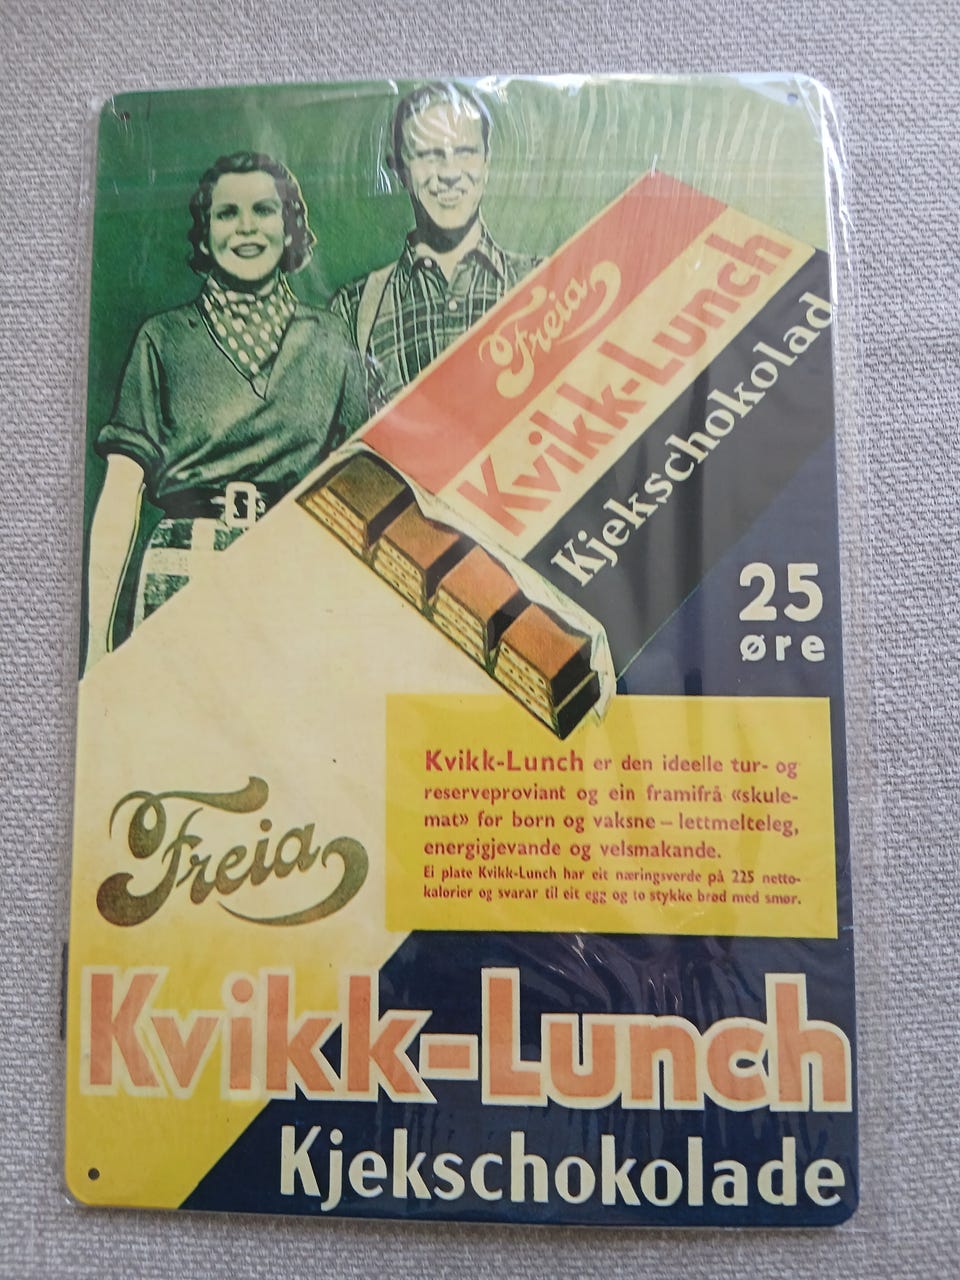 Freia
Kvikk-Lunch
Kjekschokolad
25
øre
Kvikk-Lunch er den ideelle tur- og
reserveproviant og ein framifrå «skule-
mat» for born og vaksne – lettmelteleg,
energigjevande og velsmakande.
Ei plate Kvikk-Lunch har eit næringsverde på 225 netto-
kalorier og svarar til eit egg og to stykke brød med smør.
Freia
Kvikk-Lunch
Kjekschokolade